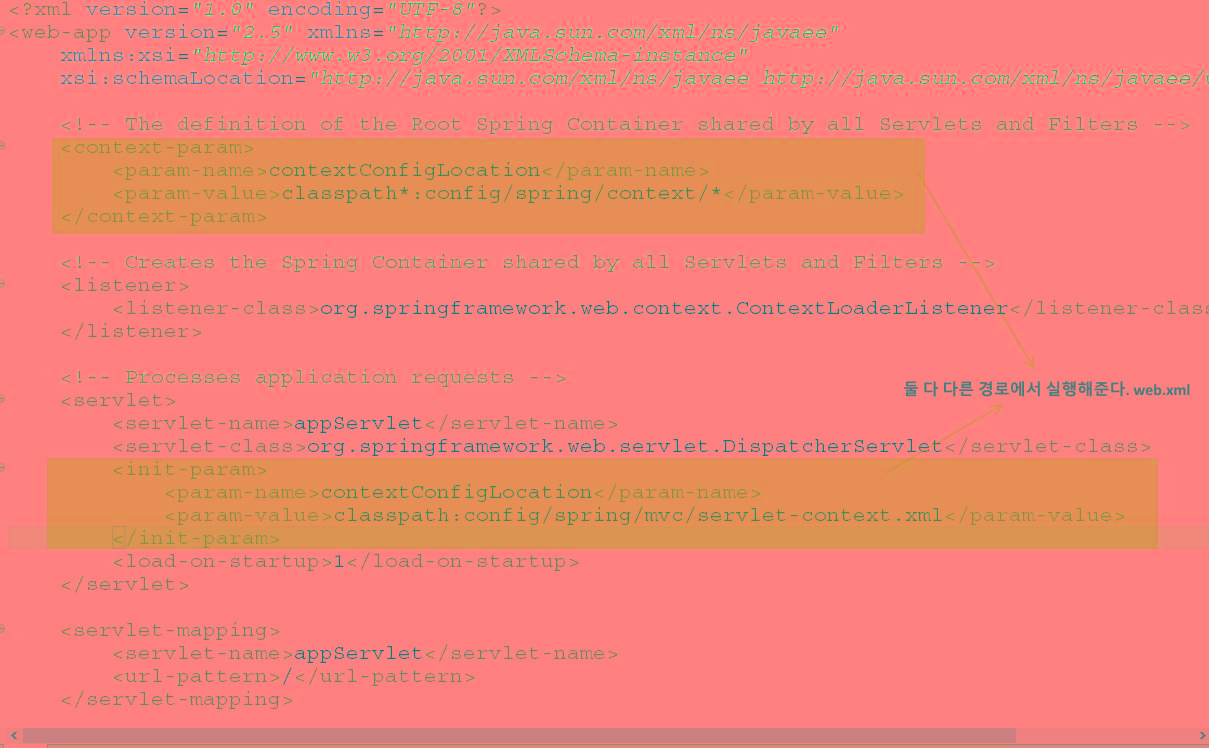 <?xml version="1.0" encoding="UTF-8"?>
<web-app version="2.5" xmlns="http://java.sun.com/xml/ns/javaee"
xmlns:xsi="http://www.w3.org/2001/XMLSchema-instance"
xsi:schemaLocation="http://java.sun.com/xml/ns/javaee http://java.sun.com/xml/ns/javaee/
<!-- The definition of the Root Spring Container shared by all Servlets and Filters -->
<context-param>
<param-name>contextConfigLocation</param-name>
<param-value>classpath*:config/spring/context/*</param-value>
</context-param>
<!-- Creates the Spring Container shared by all Servlets and Filters -->
<listener>
<listener-class>org.springframework.web.context.ContextLoaderListener</listener-clas
</listener>
<!-- Processes application requests -->
둘 다 다른 경로에서 실행해준다. web.xml
<servlet>
<servlet-name>appServlet</servlet-name>
<servlet-class>org.springframework.web.servlet.DispatcherServlet</servlet-class>
<init-param>
<param-name>contextConfigLocation</param-name>
<param-value>classpath:config/spring/mvc/servlet-context.xml</param-value>
</init-param>
<load-on-startup>1</load-on-startup>
</servlet>
<servlet-mapping>
<servlet-name>appServlet</servlet-name>
<url-pattern>/</url-pattern>
</servlet-mapping>